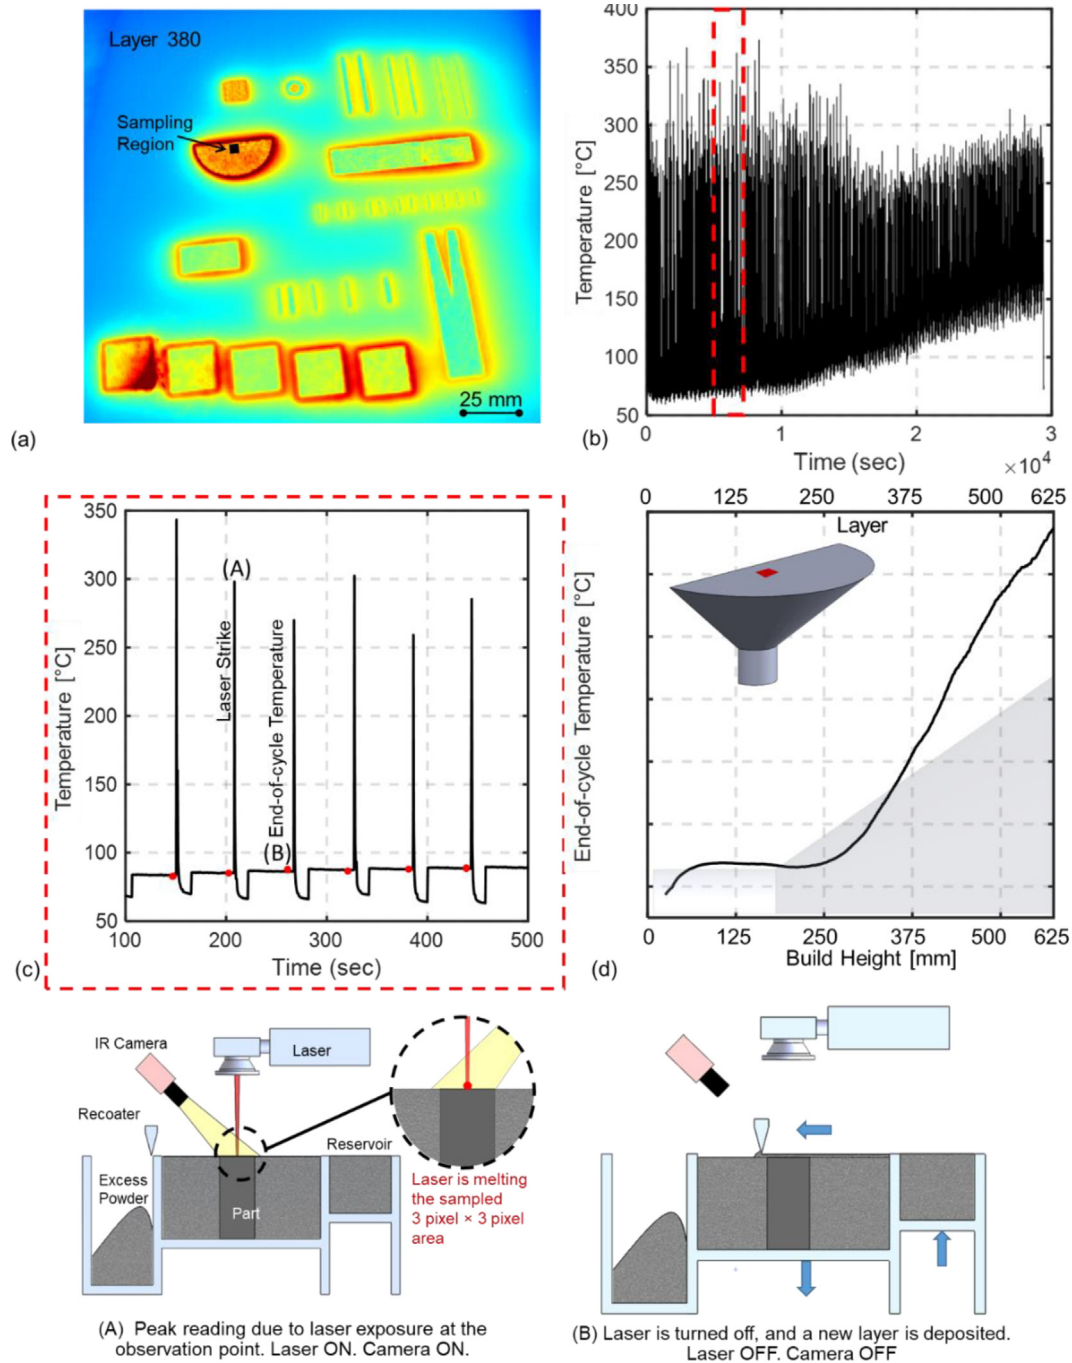 Layer 380
Sampling
Region
25 mm
(a)
Temperature [°C]
400
350
300
250
200
150
100
50
0
1
2
3
Time (sec)
×10⁴
(b)
Temperature [°C]
350
300
250
200
150
100
50
100
200
300
400
500
(A)
Laser Strike
End-of-cycle Temperature
(B)
Time (sec)
(c)
0
125
250
375
500
625
Layer
End-of-cycle Temperature [°C]
0
125
250
375
500
625
Build Height [mm]
(d)
IR Camera
Laser
Recoater
Reservoir
Excess
Powder
Part
Laser is melting
the sampled
3 pixel × 3 pixel
area
(A) Peak reading due to laser exposure at the
observation point. Laser ON. Camera ON.
(B) Laser is turned off, and a new layer is deposited.
Laser OFF. Camera OFF